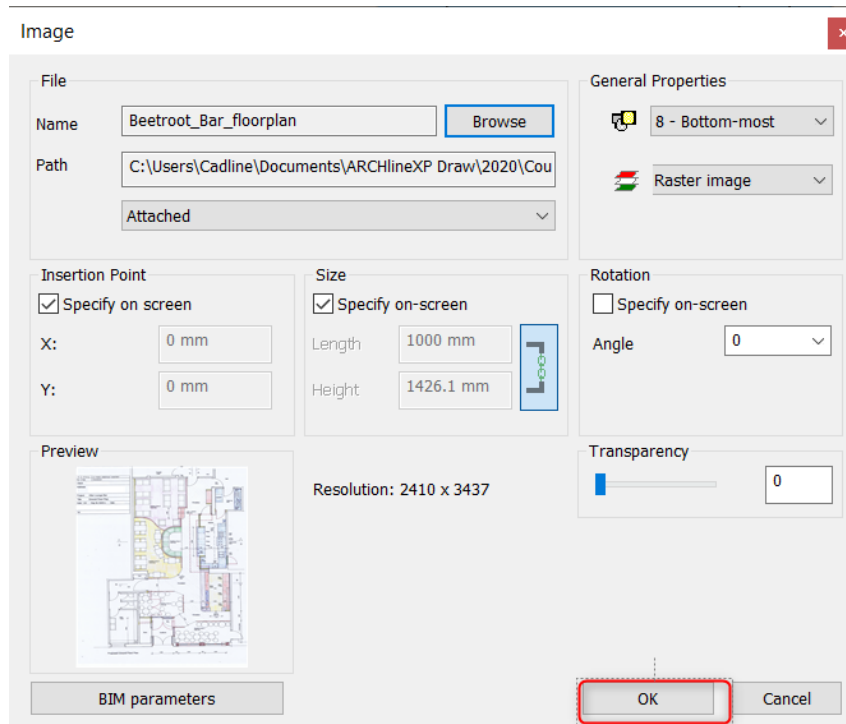 Image
File
Name
Beetroot_Bar_floorplan
Browse
Path
C:\Users\Cadline\Documents\ARCHlineXP Draw\2020\Cou
Attached
General Properties
8 - Bottom-most
Raster image
Insertion Point
Specify on screen
X:
0 mm
Y:
0 mm
Size
Specify on-screen
Length
1000 mm
Height
1426.1 mm
Rotation
Specify on-screen
Angle
0
Preview
Resolution: 2410 x 3437
Transparency
0
BIM parameters
OK
Cancel